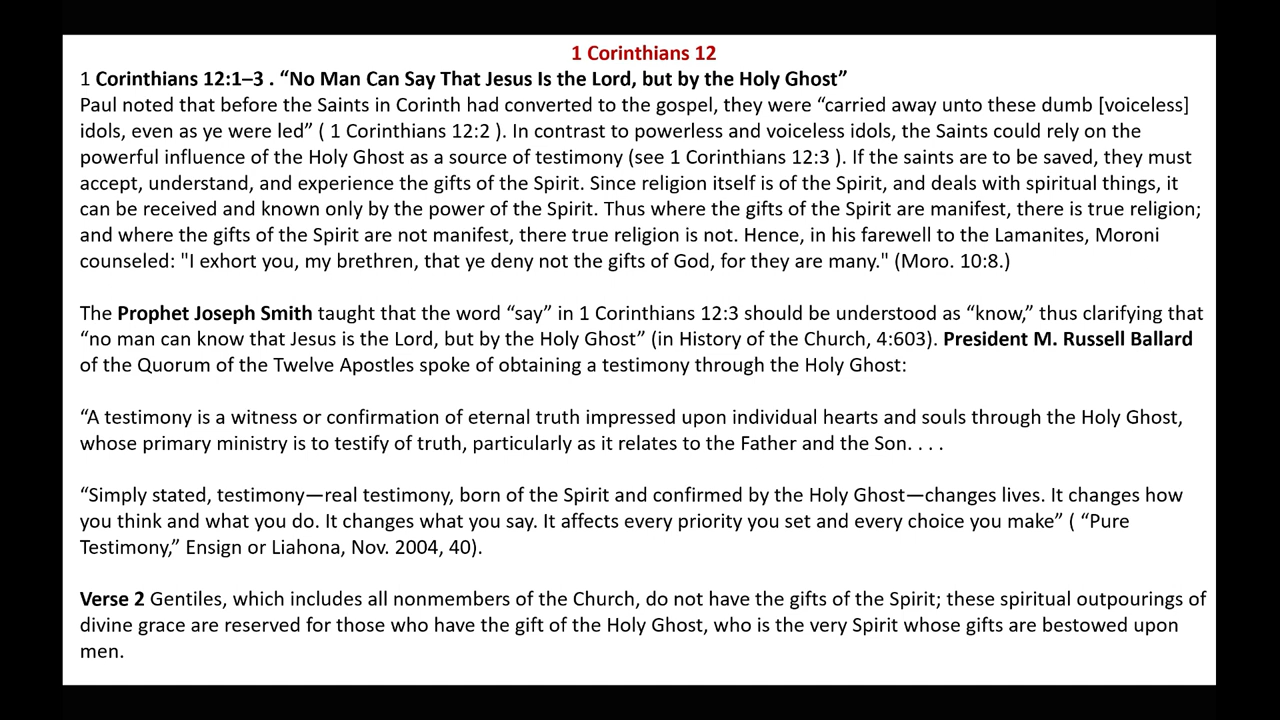 1 Corinthians 12
1 Corinthians 12:1–3 . “No Man Can Say That Jesus Is the Lord, but by the Holy Ghost”
Paul noted that before the Saints in Corinth had converted to the gospel, they were “carried away unto these dumb [voiceless]
idols, even as ye were led” ( 1 Corinthians 12:2 ). In contrast to powerless and voiceless idols, the Saints could rely on the
powerful influence of the Holy Ghost as a source of testimony (see 1 Corinthians 12:3 ). If the saints are to be saved, they must
accept, understand, and experience the gifts of the Spirit. Since religion itself is of the Spirit, and deals with spiritual things, it
can be received and known only by the power of the Spirit. Thus where the gifts of the Spirit are manifest, there is true religion;
and where the gifts of the Spirit are not manifest, there true religion is not. Hence, in his farewell to the Lamanites, Moroni
counseled: "I exhort you, my brethren, that ye deny not the gifts of God, for they are many." (Moro. 10:8.)
The Prophet Joseph Smith taught that the word “say” in 1 Corinthians 12:3 should be understood as “know,” thus clarifying that
“no man can know that Jesus is the Lord, but by the Holy Ghost” (in History of the Church, 4:603). President M. Russell Ballard
of the Quorum of the Twelve Apostles spoke of obtaining a testimony through the Holy Ghost:
“A testimony is a witness or confirmation of eternal truth impressed upon individual hearts and souls through the Holy Ghost,
whose primary ministry is to testify of truth, particularly as it relates to the Father and the Son. . . .
“Simply stated, testimony—real testimony, born of the Spirit and confirmed by the Holy Ghost—changes lives. It changes how
you think and what you do. It changes what you say. It affects every priority you set and every choice you make” ( “Pure
Testimony,” Ensign or Liahona, Nov. 2004, 40).
Verse 2 Gentiles, which includes all nonmembers of the Church, do not have the gifts of the Spirit; these spiritual outpourings of
divine grace are reserved for those who have the gift of the Holy Ghost, who is the very Spirit whose gifts are bestowed upon
men.